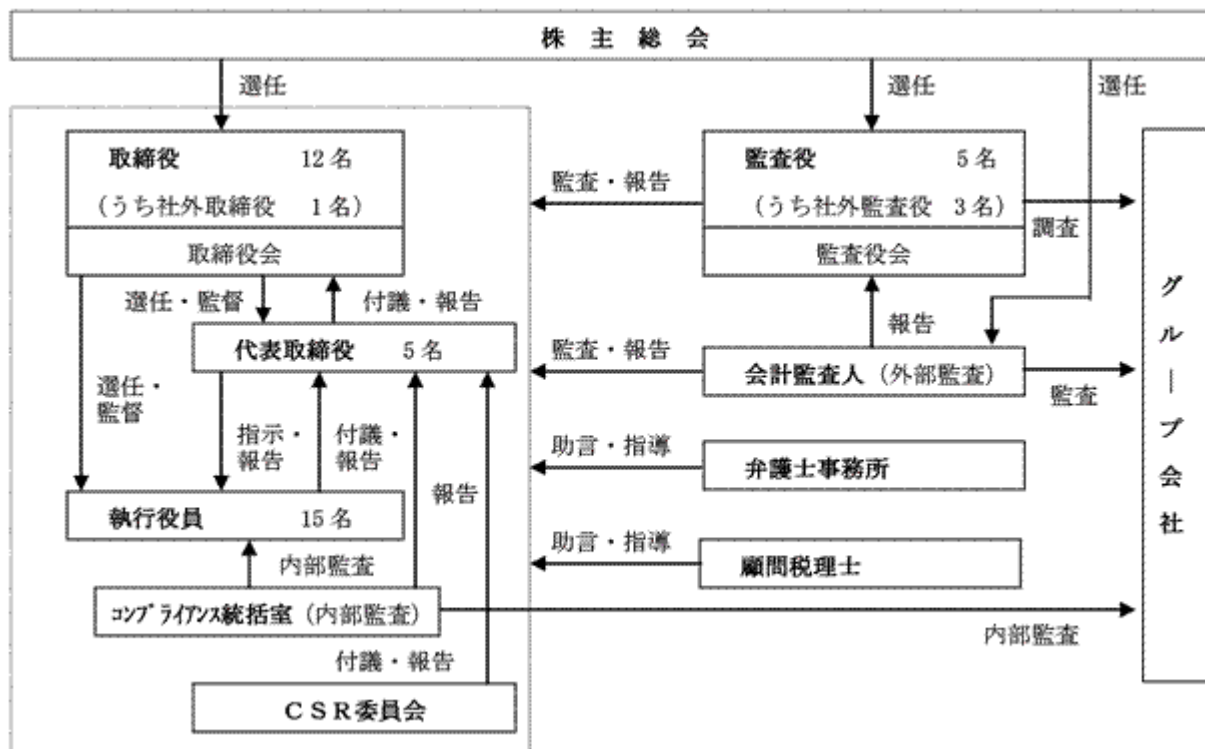 株主総会
選任
選任
選任
取締役 12名
(うち社外取締役 1名)
取締役会
監査・報告
監査役 5名
(うち社外監査役 3名)
監査役会
調査
選任・監督
付議・報告
代表取締役 5名
報告
監査・報告
会計監査人(外部監査)
監査
選任・
監督
指示・
報告
付議・
報告
報告
助言・指導
弁護士事務所
執行役員 15名
内部監査
助言・指導
顧問税理士
コンプライアンス統括室(内部監査)
内部監査
付議・報告
CSR委員会
グループ会社